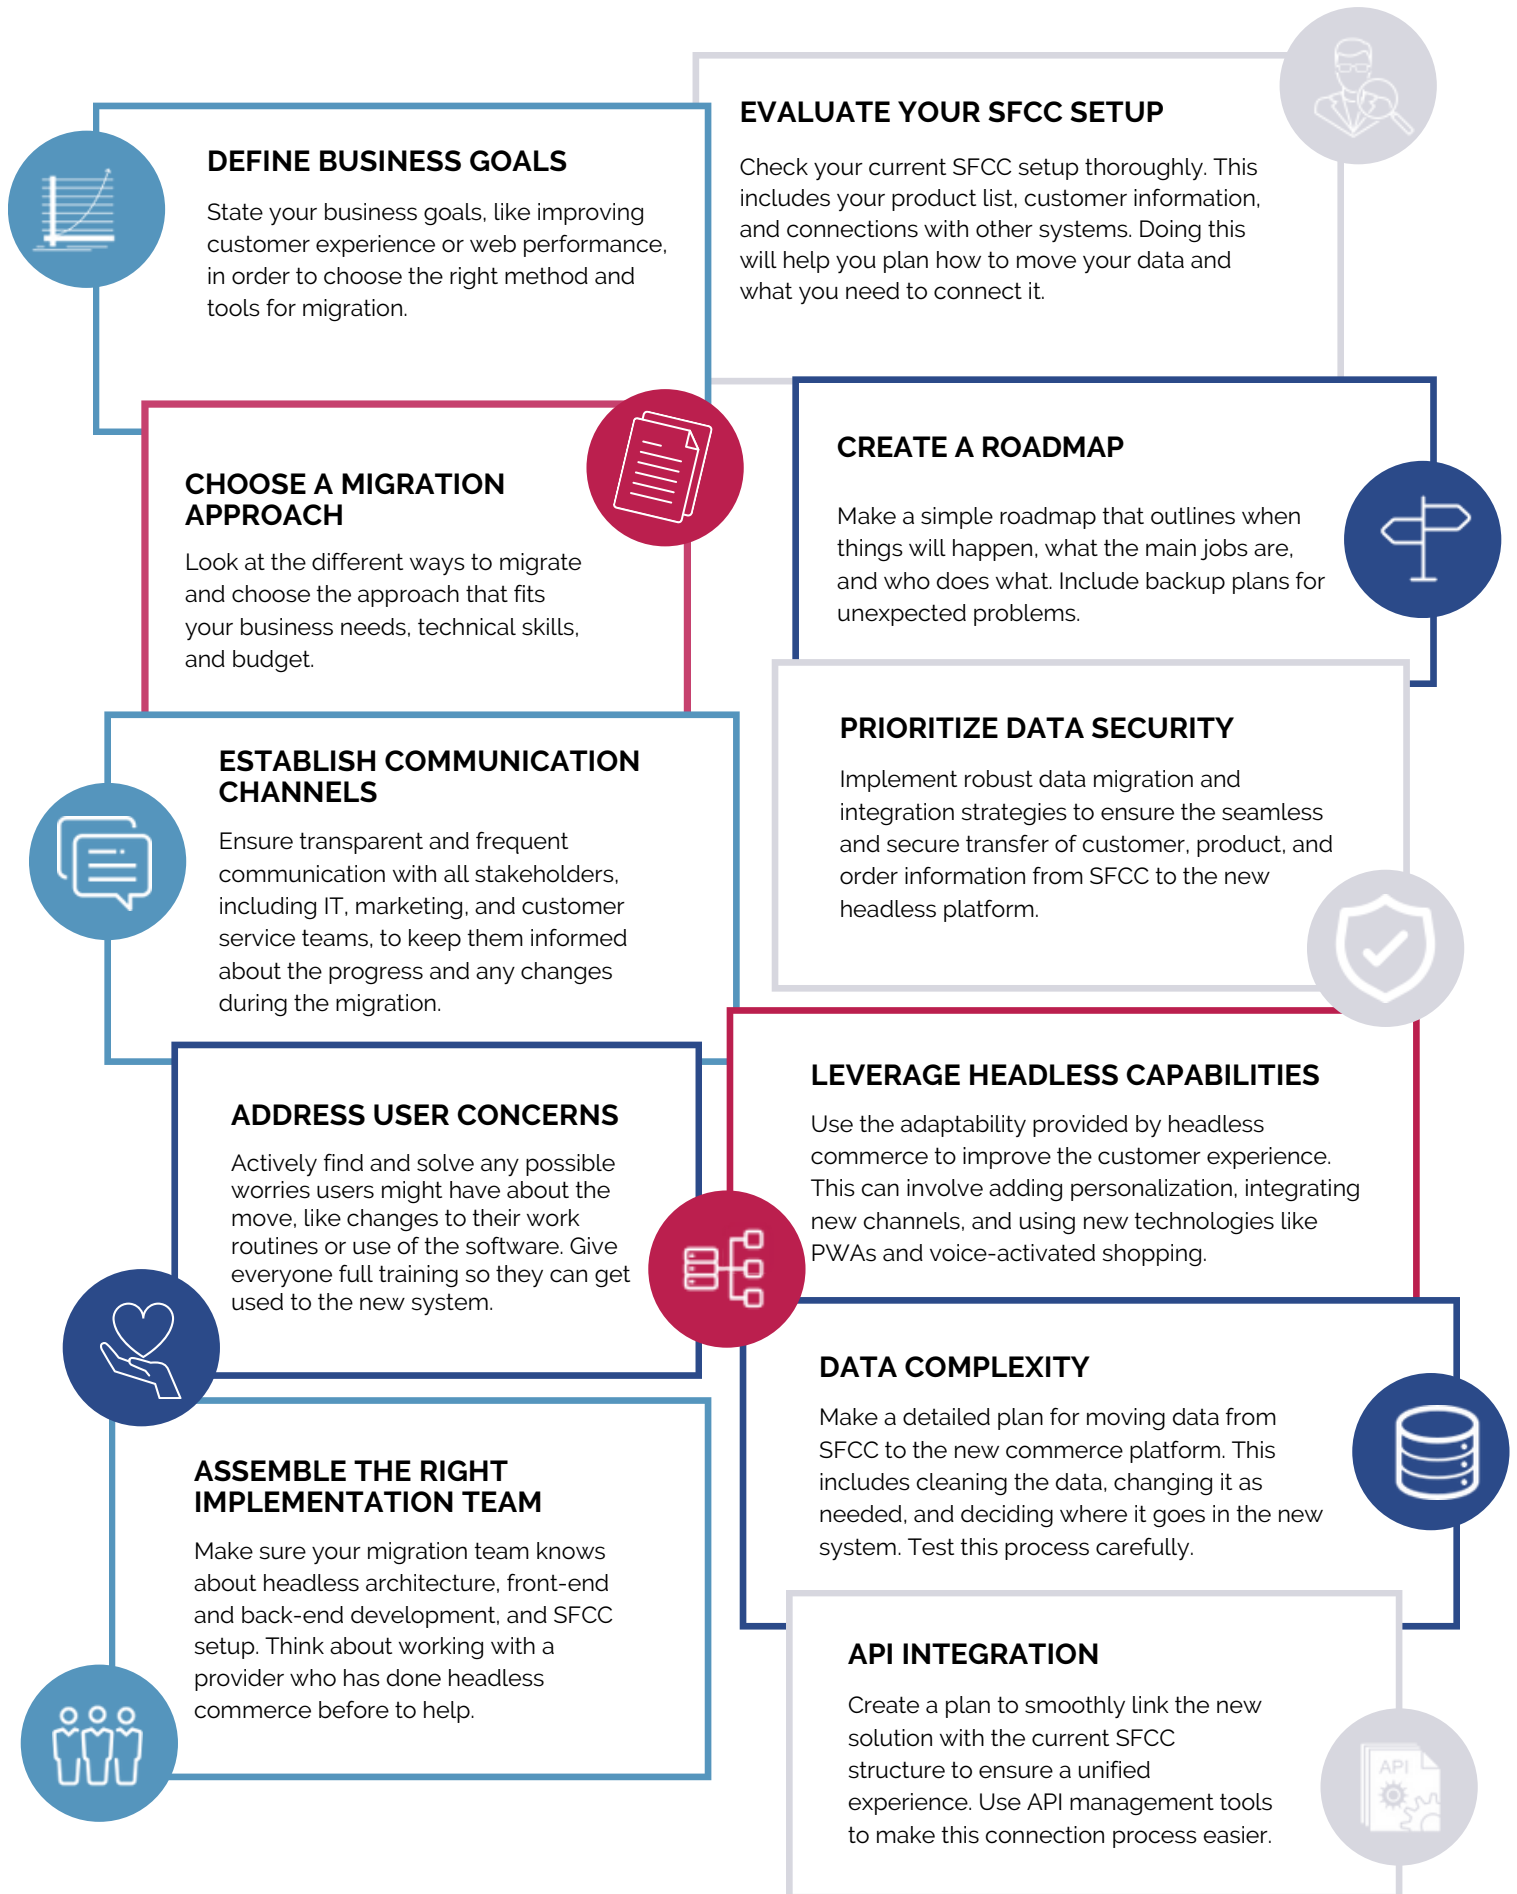 DEFINE BUSINESS GOALS
State your business goals, like improving
customer experience or web performance,
in order to choose the right method and
tools for migration.
EVALUATE YOUR SFCC SETUP
Check your current SFCC setup thoroughly. This
includes your product list, customer information,
and connections with other systems. Doing this
will help you plan how to move your data and
what you need to connect it.
CHOOSE A MIGRATION
APPROACH
Look at the different ways to migrate
and choose the approach that fits
your business needs, technical skills,
and budget.
CREATE A ROADMAP
Make a simple roadmap that outlines when
things will happen, what the main jobs are,
and who does what. Include backup plans for
unexpected problems.
ESTABLISH COMMUNICATION
CHANNELS
Ensure transparent and frequent
communication with all stakeholders,
including IT, marketing, and customer
service teams, to keep them informed
about the progress and any changes
during the migration.
PRIORITIZE DATA SECURITY
Implement robust data migration and
integration strategies to ensure the seamless
and secure transfer of customer, product, and
order information from SFCC to the new
headless platform.
ADDRESS USER CONCERNS
Actively find and solve any possible
worries users might have about the
move, like changes to their work
routines or use of the software. Give
everyone full training so they can get
used to the new system.
LEVERAGE HEADLESS CAPABILITIES
Use the adaptability provided by headless
commerce to improve the customer experience.
This can involve adding personalization, integrating
new channels, and using new technologies like
PWAs and voice-activated shopping.
ASSEMBLE THE RIGHT
IMPLEMENTATION TEAM
Make sure your migration team knows
about headless architecture, front-end
and back-end development, and SFCC
setup. Think about working with a
provider who has done headless
commerce before to help.
DATA COMPLEXITY
Make a detailed plan for moving data from
SFCC to the new commerce platform. This
includes cleaning the data, changing it as
needed, and deciding where it goes in the new
system. Test this process carefully.
API INTEGRATION
Create a plan to smoothly link the new
solution with the current SFCC
structure to ensure a unified
experience. Use API management tools
to make this connection process easier.
API